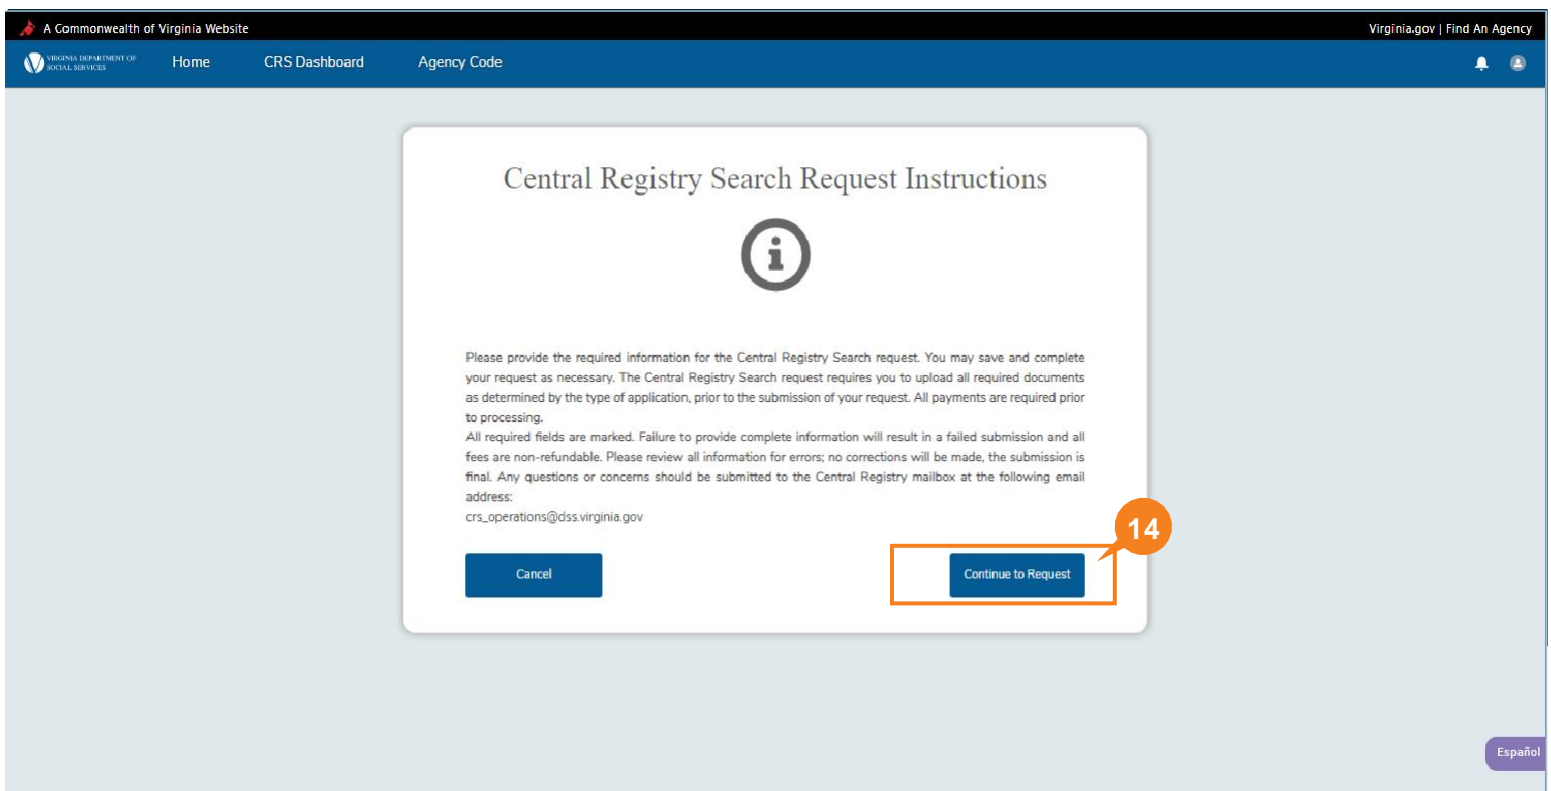 A Commonwealth of Virginia Website
Virginia.gov | Find An Agency
VIRGINIA DEPARTMENT OF
SOCIAL SERVICES
Home
CRS Dashboard
Agency Code
Central Registry Search Request Instructions
Please provide the required information for the Central Registry Search request. You may save and complete
your request as necessary. The Central Registry Search request requires you to upload all required documents
as determined by the type of application, prior to the submission of your request. All payments are required prior
to processing.
All required fields are marked. Failure to provide complete information will result in a failed submission and all
fees are non-refundable. Please review all information for errors; no corrections will be made, the submission is
final. Any questions or concerns should be submitted to the Central Registry mailbox at the following email
address:
crs_operations@dss.virginia.gov
14
Cancel
Continue to Request
Español